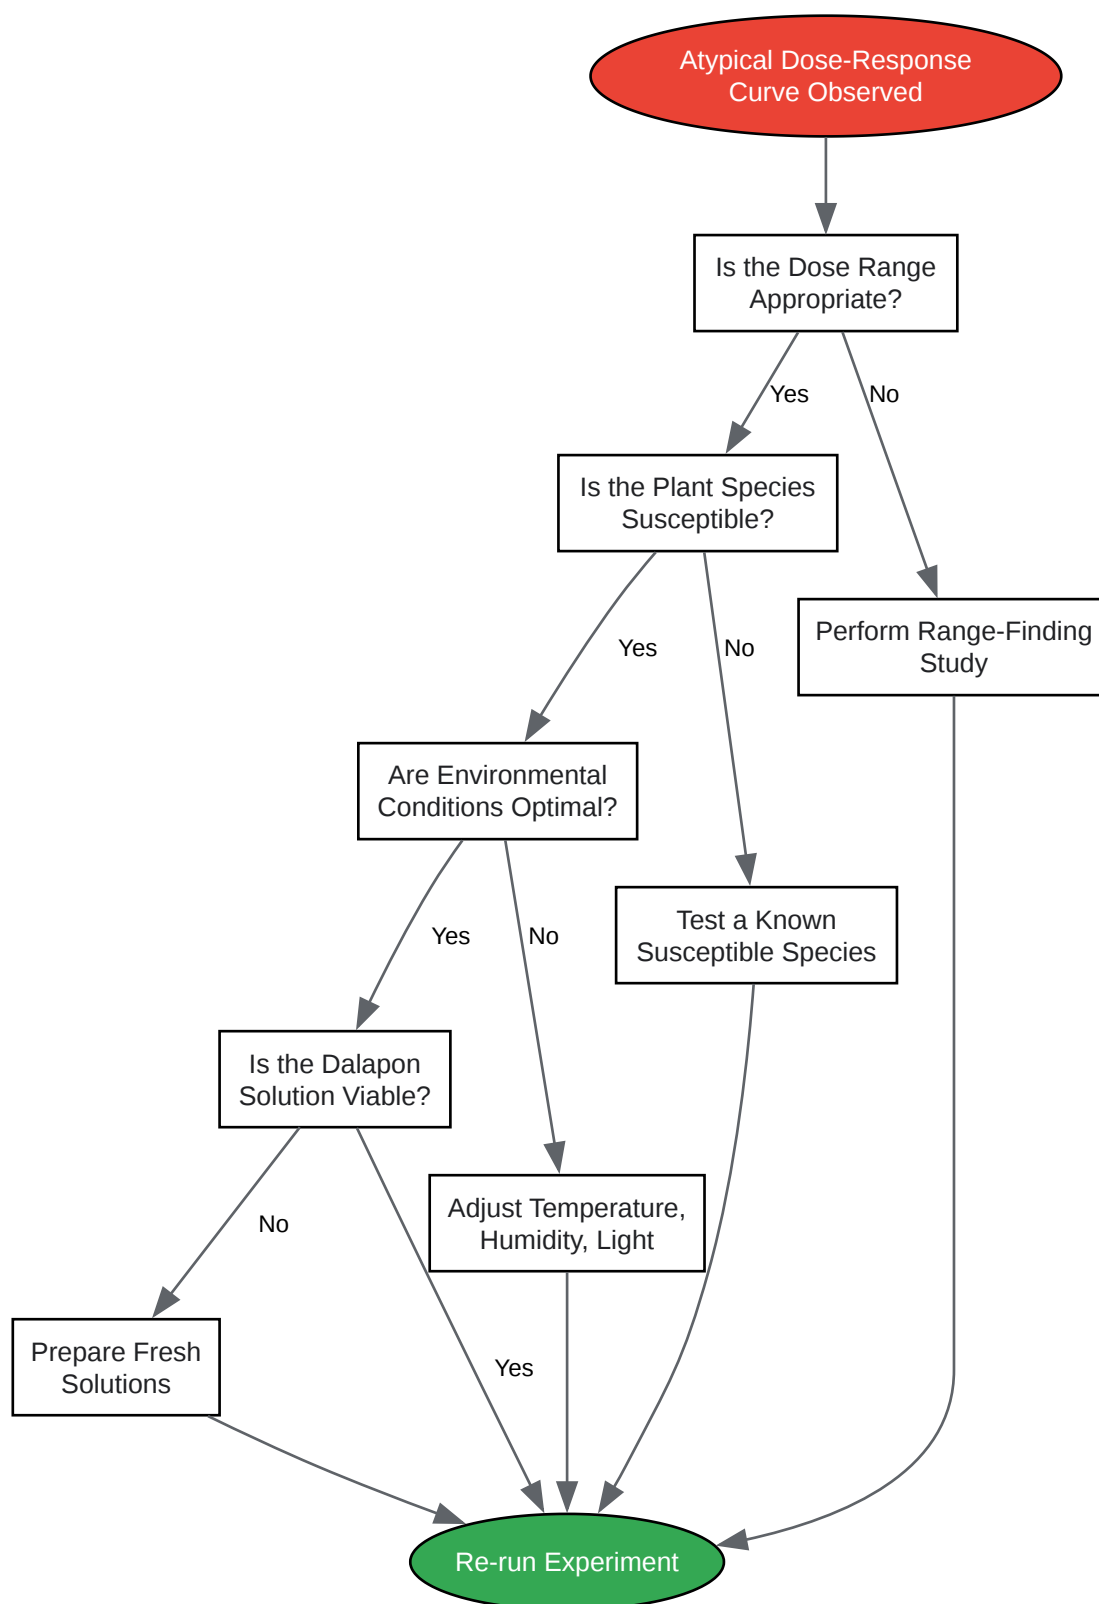 Atypical Dose-Response
Curve Observed
Is the Dose Range
Appropriate?
Yes
No
Is the Plant Species
Susceptible?
Perform Range-Finding
Study
Yes
No
Are Environmental
Conditions Optimal?
Test a Known
Susceptible Species
Yes
No
Is the Dalapon
Solution Viable?
Adjust Temperature,
Humidity, Light
No
Yes
Prepare Fresh
Solutions
Re-run Experiment